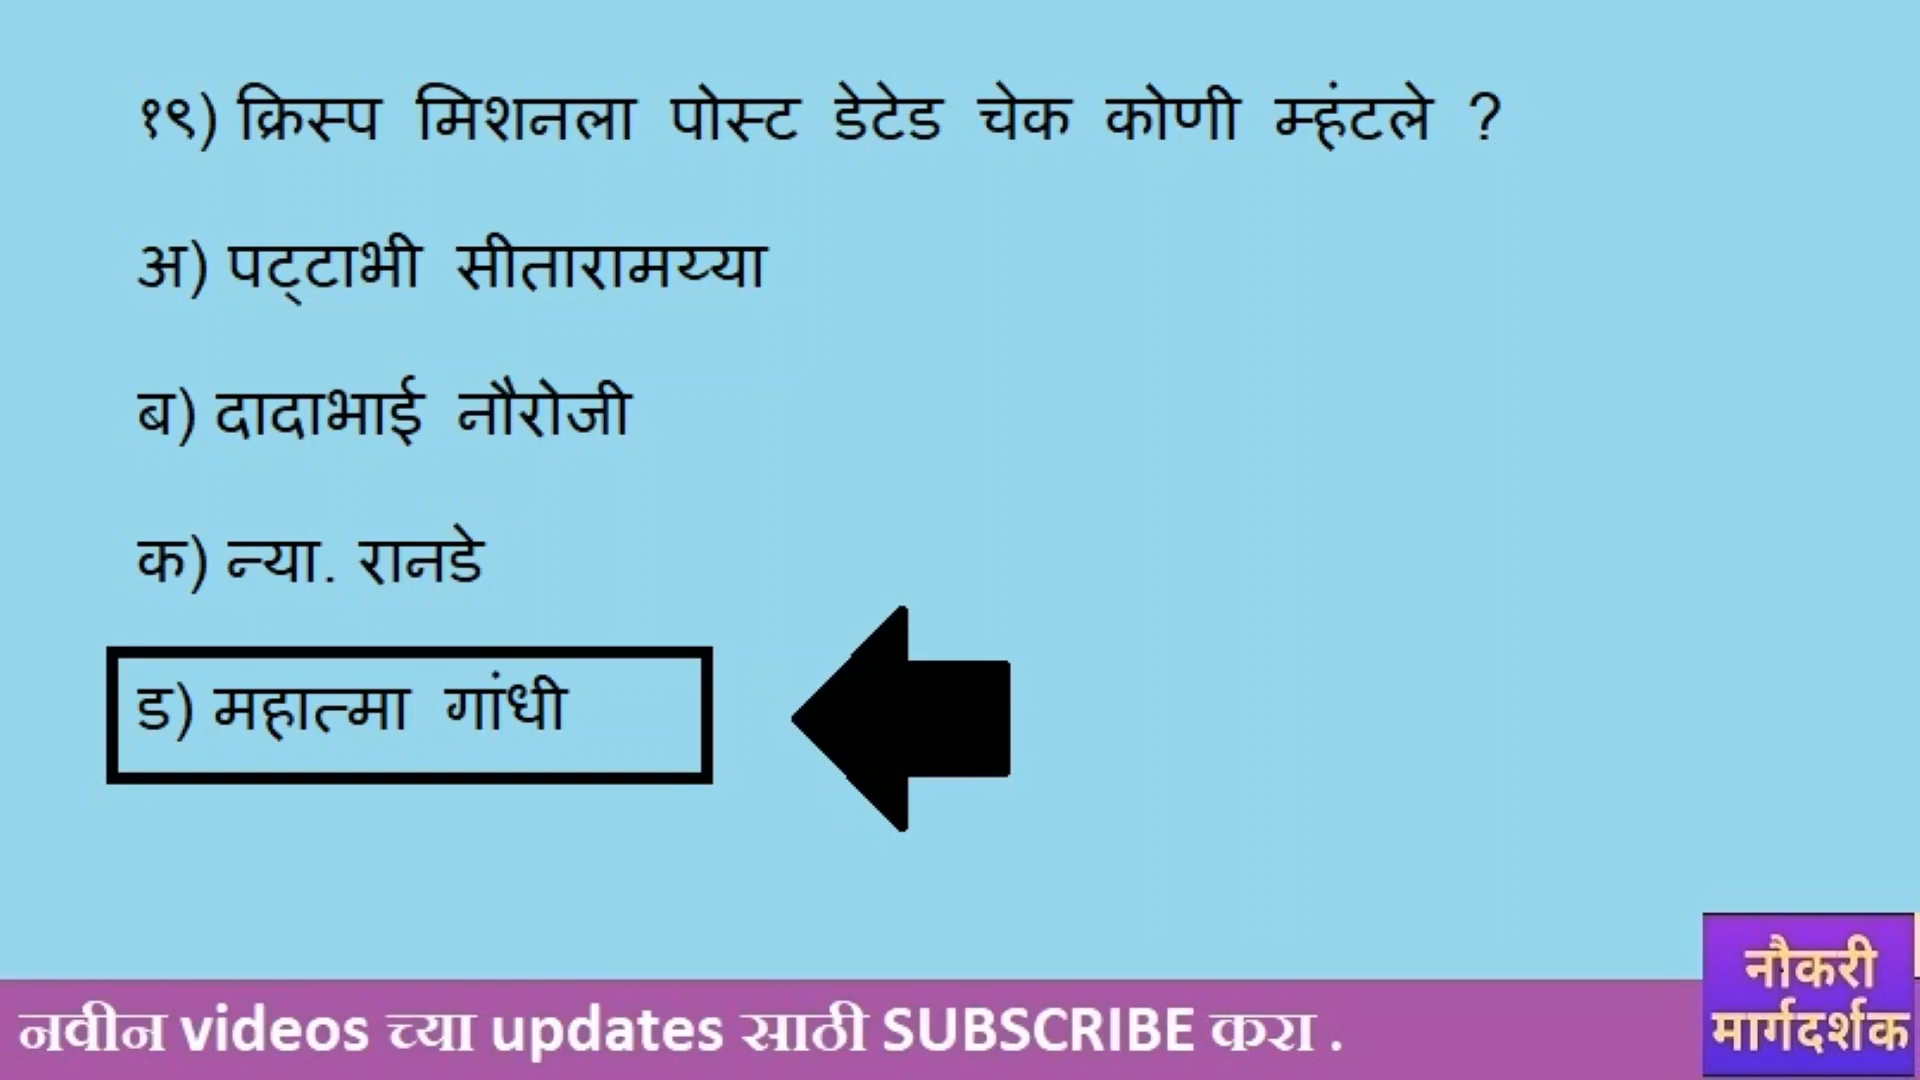 १९) क्रिस्प मिशनला पोस्ट डेटेड चेक कोणी म्हंटले ?
अ) पट्‌टाभी सीतारामय्या
ब) दादाभाई नौरोजी
क) न्या. रानडे
ड) महात्मा गांधी
नौकरी
मार्गदर्शक
नवीन videos च्या updates साठी SUBSCRIBE करा .